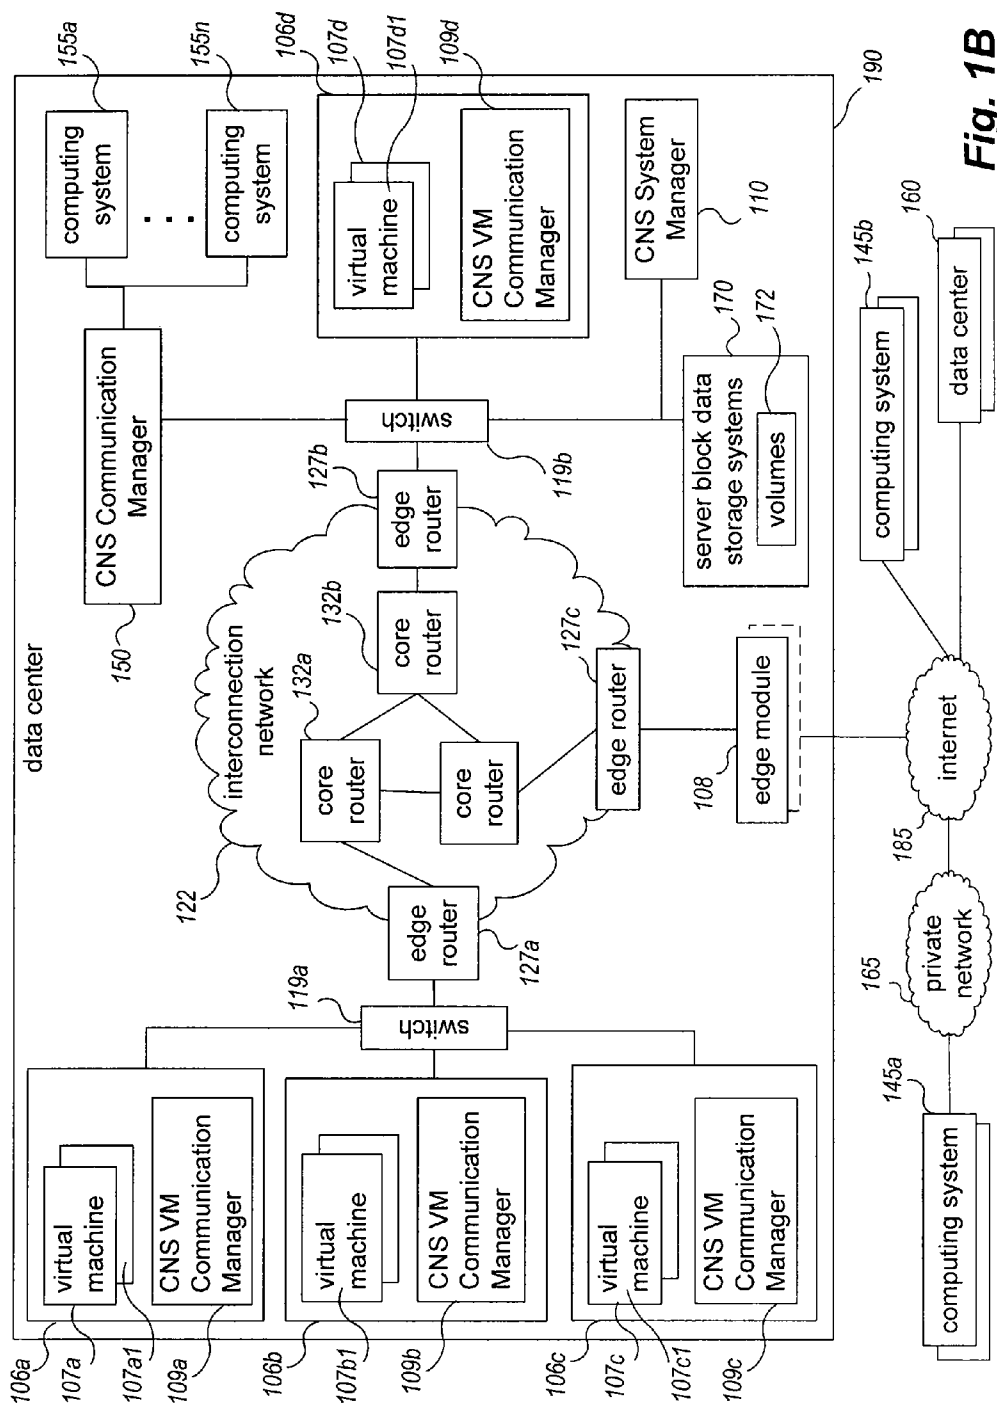 data center
106a
107a
107a1
109a
virtual
machine
CNS VM
Communication
Manager
106b
107b1
109b
virtual
machine
CNS VM
Communication
Manager
106c
107c
107c1
109c
virtual
machine
CNS VM
Communication
Manager
119a
switch
122
interconnection
network
127a
edge
router
132a
core
router
core
router
132b
core
router
127b
edge
router
127c
edge router
108
edge module
119b
switch
150
CNS Communication
Manager
155a
computing
system
. . .
155n
computing
system
106d
107d
107d1
109d
virtual
machine
CNS VM
Communication
Manager
CNS System
Manager
110
170
172
server block data
storage systems
volumes
190
145a
computing system
165
private
network
185
internet
145b
computing system
160
data center
Fig. 1B